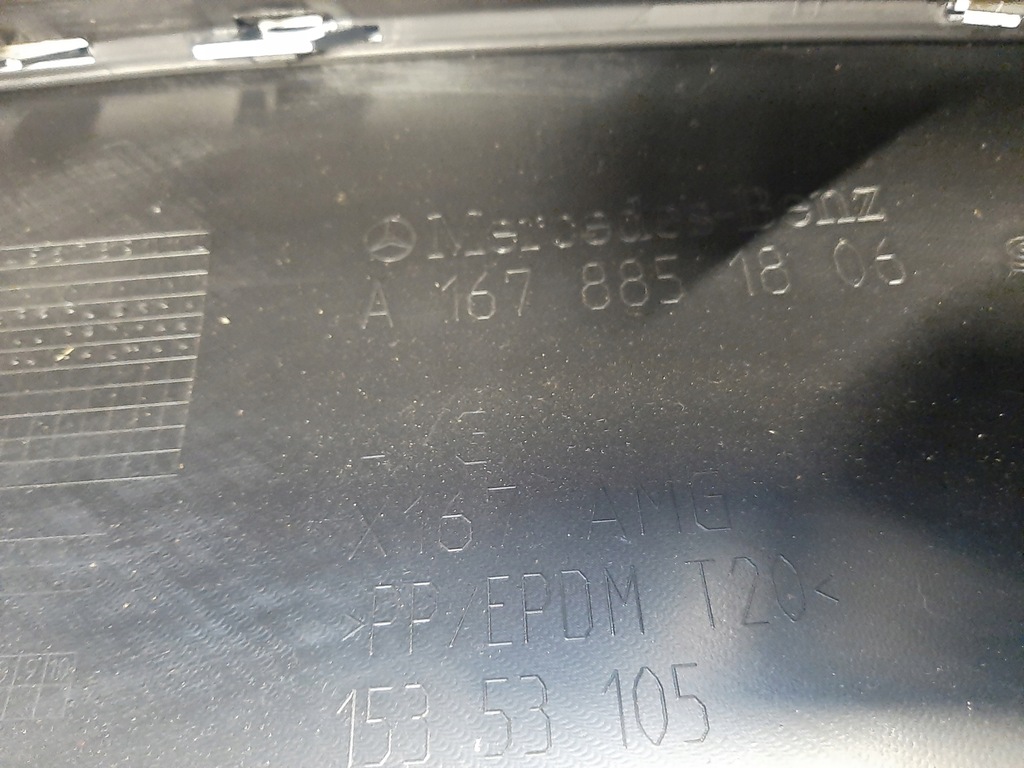 Mercedes-Benz
A 167 885 18 06
X167 AMG
>PP/EPDM T20<
153 53 105